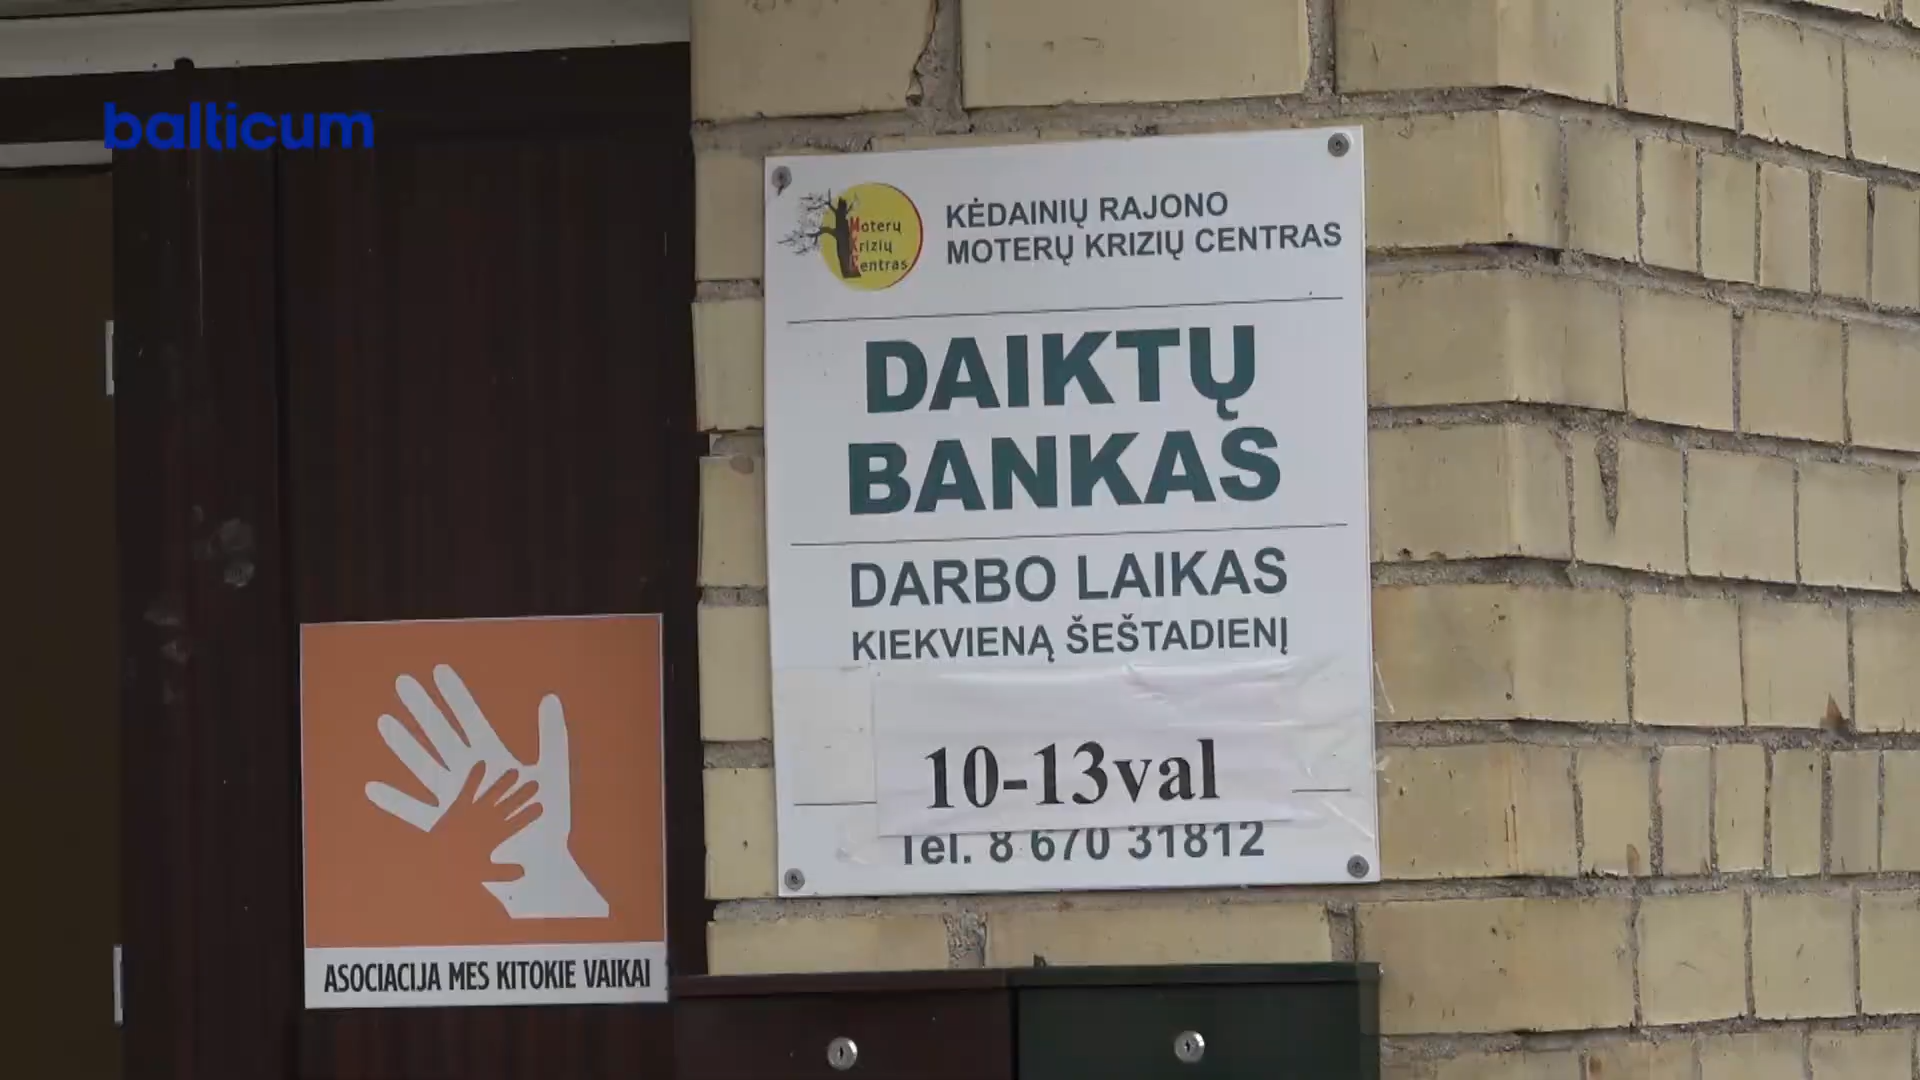 balticum
Moterų
Krizių
Centras
KĖDAINIŲ RAJONO
MOTERŲ KRIZIŲ CENTRAS
DAIKTŲ
BANKAS
DARBO LAIKAS
KIEKVIENĄ ŠEŠTADIENĮ
10-13val
Tel. 8 670 31812
ASOCIACIJA MES KITOKIE VAIKAI